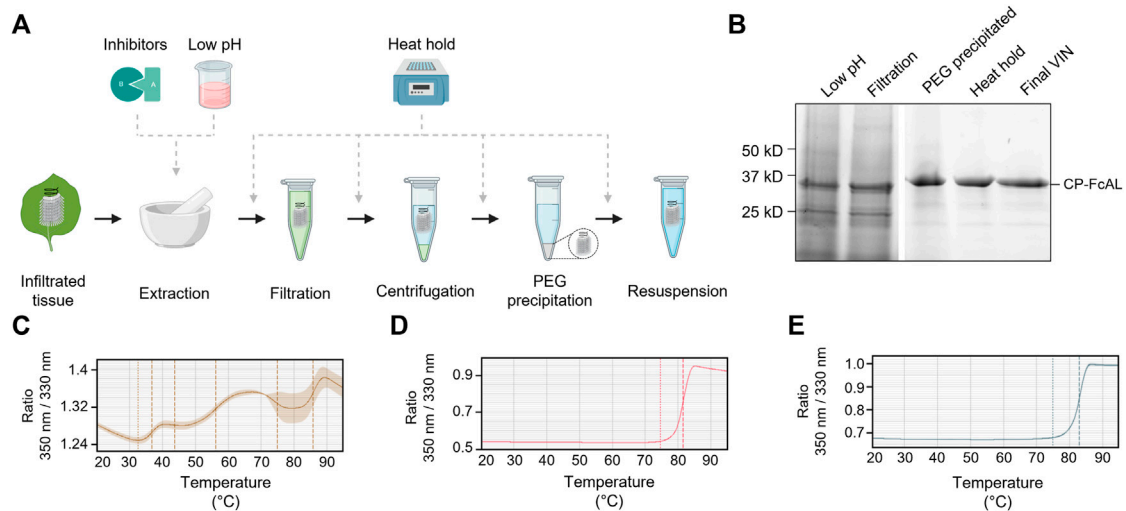 A
Inhibitors
Low pH
Heat hold
B
A
Infiltrated
tissue
Extraction
Filtration
Centrifugation
PEG
precipitation
Resuspension
B
Low pH
Filtration
PEG precipitated
Heat hold
Final VIN
50 kD
37 kD
25 kD
CP-FcAL
C
Ratio
350 nm / 330 nm
1.4
1.32
1.24
20 30 40 50 60 70 80 90
Temperature
(°C)
D
Ratio
350 nm / 330 nm
0.9
0.7
0.5
20 30 40 50 60 70 80 90
Temperature
(°C)
E
Ratio
350 nm / 330 nm
1.0
0.9
0.8
0.7
20 30 40 50 60 70 80 90
Temperature
(°C)